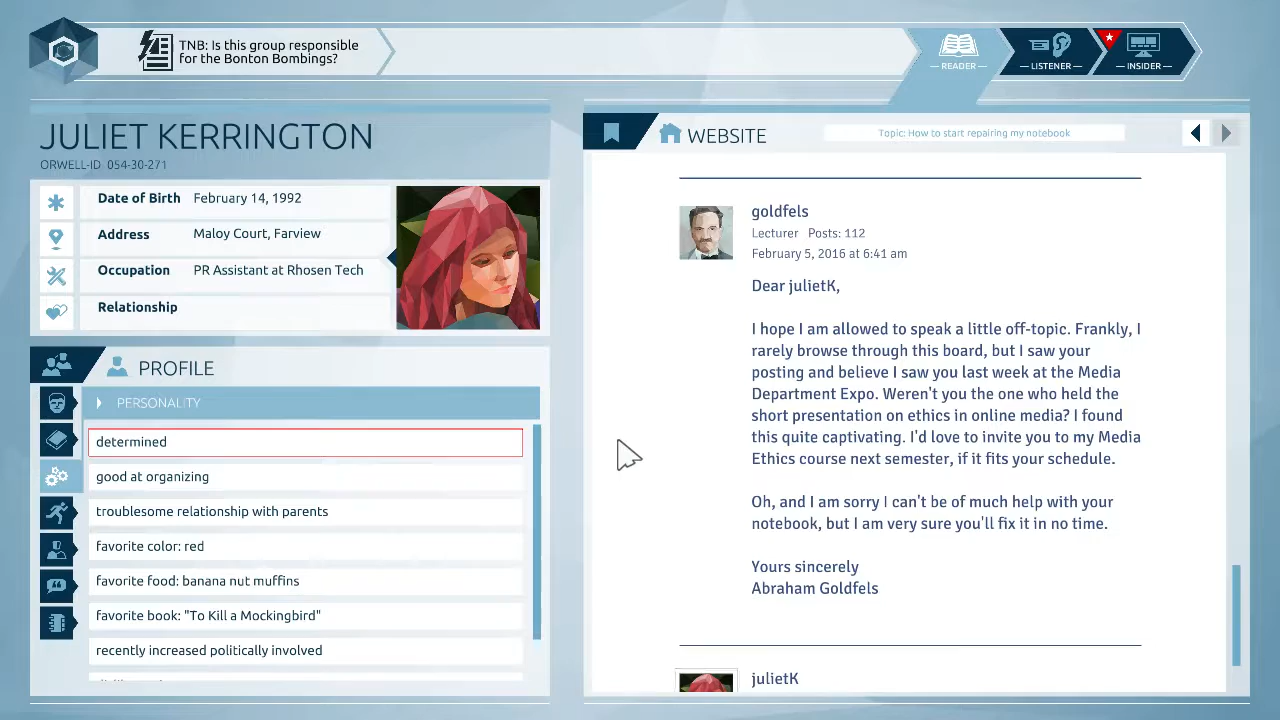 TNB: Is this group responsible
for the Bonton Bombings?
READER
LISTENER
INSIDER
JULIET KERRINGTON
ORWELL-ID 054-30-271
Date of Birth February 14, 1992
Address Maloy Court, Farview
Occupation PR Assistant at Rhosen Tech
Relationship
PROFILE
PERSONALITY
determined
good at organizing
troublesome relationship with parents
favorite color: red
favorite food: banana nut muffins
favorite book: "To Kill a Mockingbird"
recently increased politically involved
WEBSITE
Topic: How to start repairing my notebook
goldfels
Lecturer Posts: 112
February 5, 2016 at 6:41 am
Dear julietK,
I hope I am allowed to speak a little off-topic. Frankly, I
rarely browse through this board, but I saw your
posting and believe I saw you last week at the Media
Department Expo. Weren't you the one who held the
short presentation on ethics in online media? I found
this quite captivating. I'd love to invite you to my Media
Ethics course next semester, if it fits your schedule.
Oh, and I am sorry I can't be of much help with your
notebook, but I am very sure you'll fix it in no time.
Yours sincerely
Abraham Goldfels
julietK